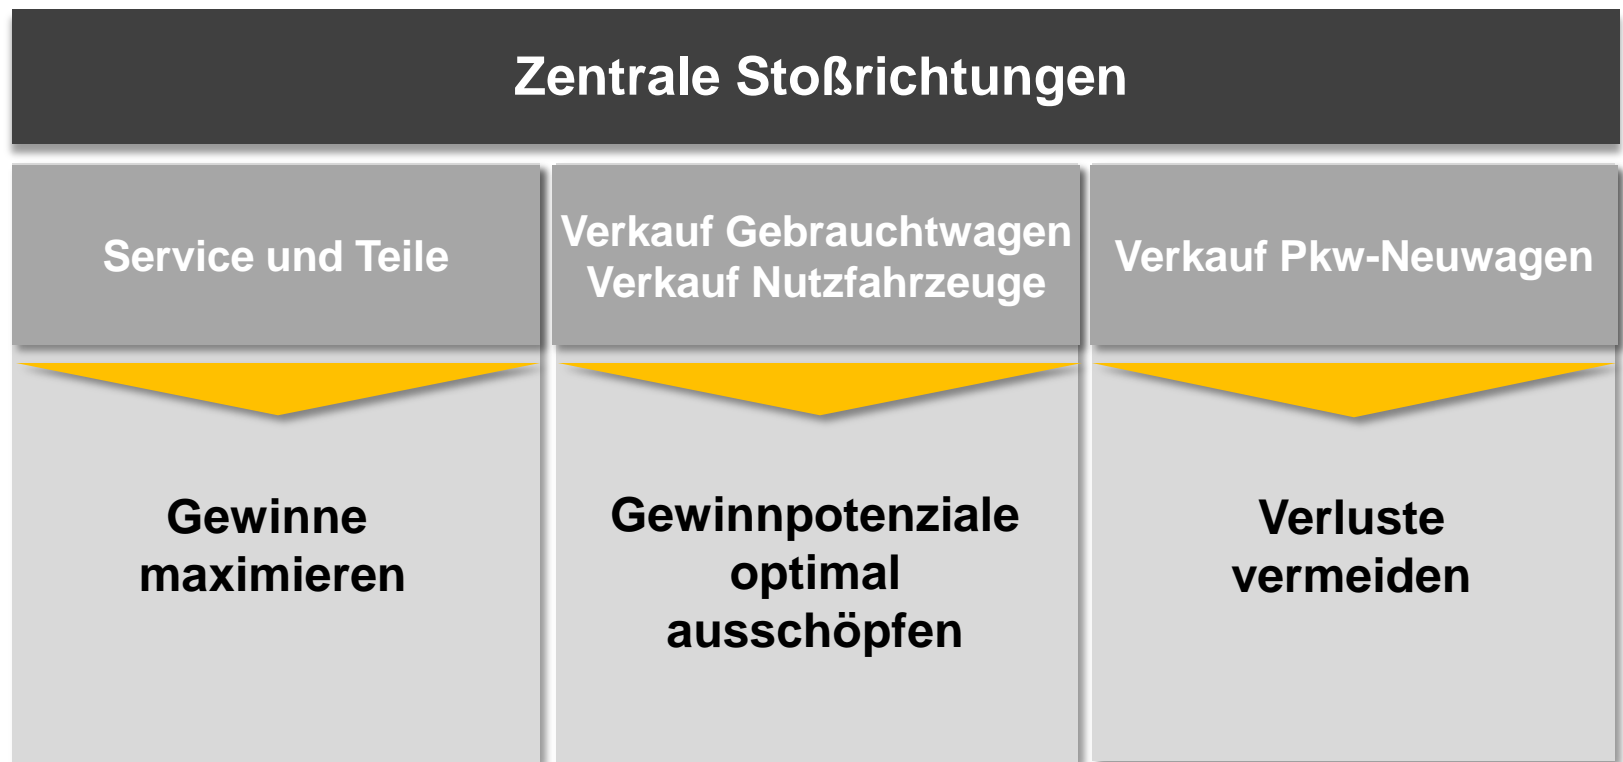 Zentrale Stoßrichtungen
Service und Teile
Verkauf Gebrauchtwagen
Verkauf Nutzfahrzeuge
Verkauf Pkw-Neuwagen
Gewinne
maximieren
Gewinnpotenziale
optimal
ausschöpfen
Verluste
vermeiden